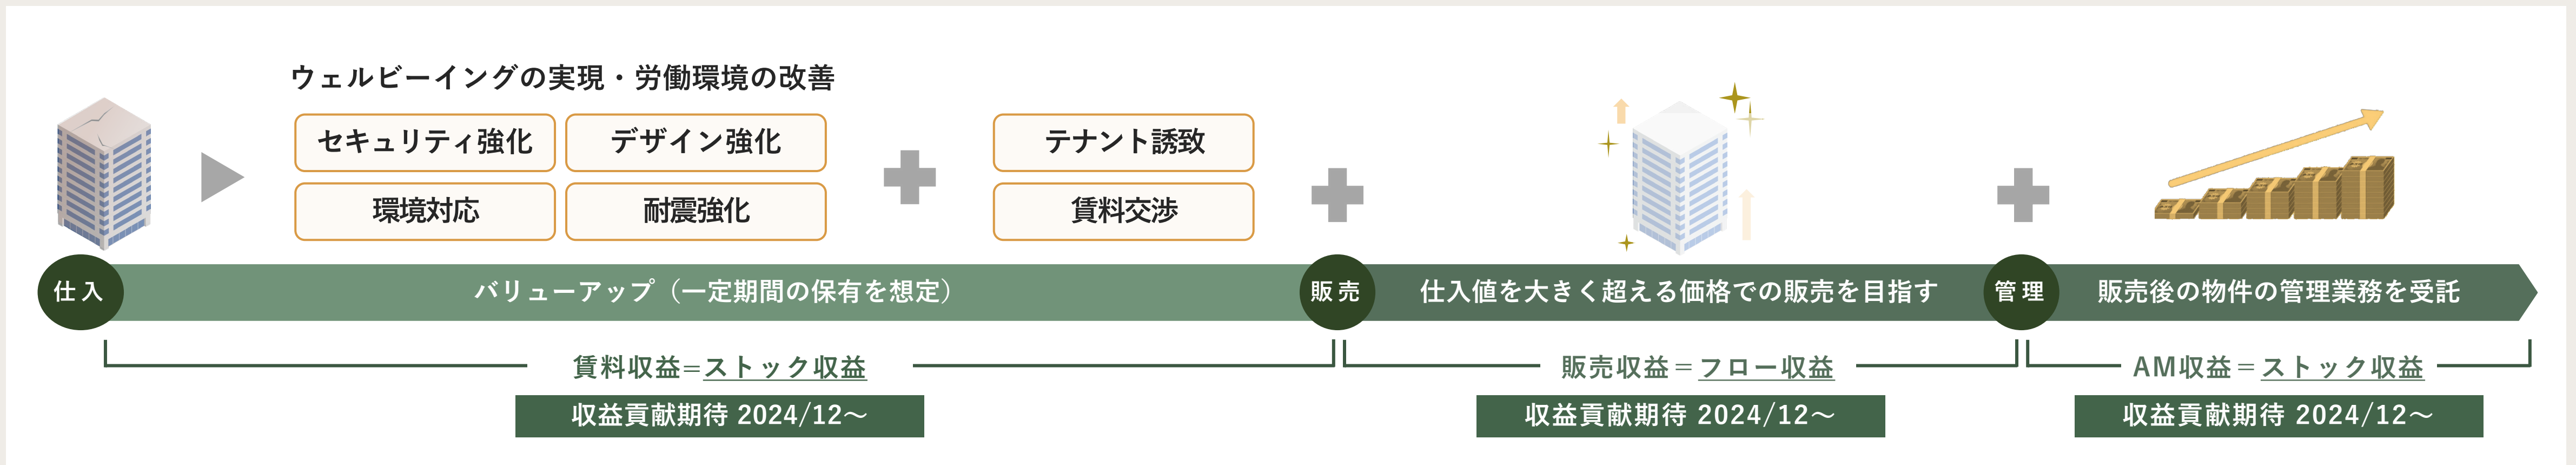 ウェルビーイングの実現・労働環境の改善
セキュリティ強化
デザイン強化
環境対応
耐震強化
テナント誘致
賃料交渉
仕入
バリューアップ（一定期間の保有を想定）
販売
仕入値を大きく超える価格での販売を目指す
管理
販売後の物件の管理業務を受託
賃料収益=ストック収益
収益貢献期待 2024/12～
販売収益＝フロー収益
収益貢献期待 2024/12～
AM収益＝ストック収益
収益貢献期待 2024/12～